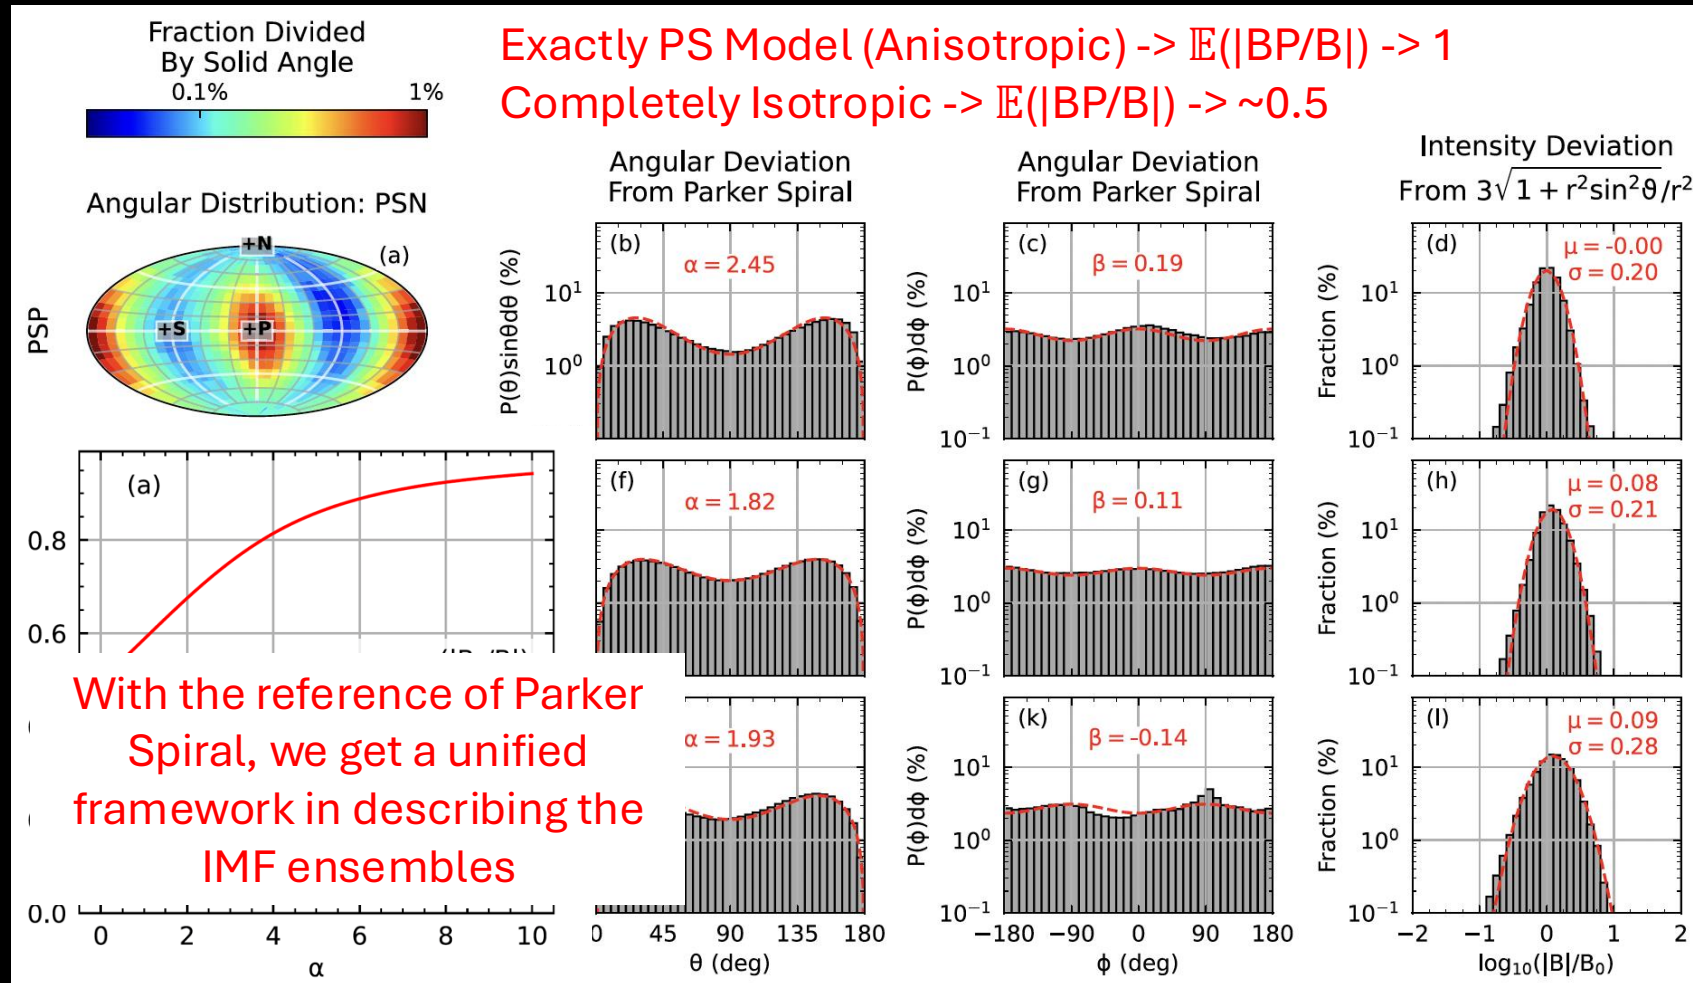 Fraction Divided
By Solid Angle
0.1% 1%
Exactly PS Model (Anisotropic) -> 𝔼(|BP/B|) -> 1
Completely Isotropic -> 𝔼(|BP/B|) -> ~0.5
Angular Distribution: PSN
PSP
+N
(a)
+S
+P
Angular Deviation
From Parker Spiral
(b)
α = 2.45
P(θ)sinθdθ (%)
10¹
10⁰
Angular Deviation
From Parker Spiral
(c)
β = 0.19
P(ϕ)dϕ (%)
10¹
10⁰
10⁻¹
Intensity Deviation
From 3√1 + r²sin²ϑ/r²
(d)
μ = -0.00
σ = 0.20
Fraction (%)
10¹
10⁰
10⁻¹
(a)
0.8
0.6
0.0
0 2 4 6 8 10
α
With the reference of Parker
Spiral, we get a unified
framework in describing the
IMF ensembles
(f)
α = 1.82
(g)
β = 0.11
P(ϕ)dϕ (%)
10¹
10⁰
10⁻¹
(h)
μ = 0.08
σ = 0.21
Fraction (%)
10¹
10⁰
10⁻¹
α = 1.93
0 45 90 135 180
θ (deg)
(k)
β = -0.14
P(ϕ)dϕ (%)
10¹
10⁰
10⁻¹
−180 −90 0 90 180
ϕ (deg)
(l)
μ = 0.09
σ = 0.28
Fraction (%)
10¹
10⁰
10⁻¹
−2 −1 0 1 2
log₁₀(|B|/B₀)